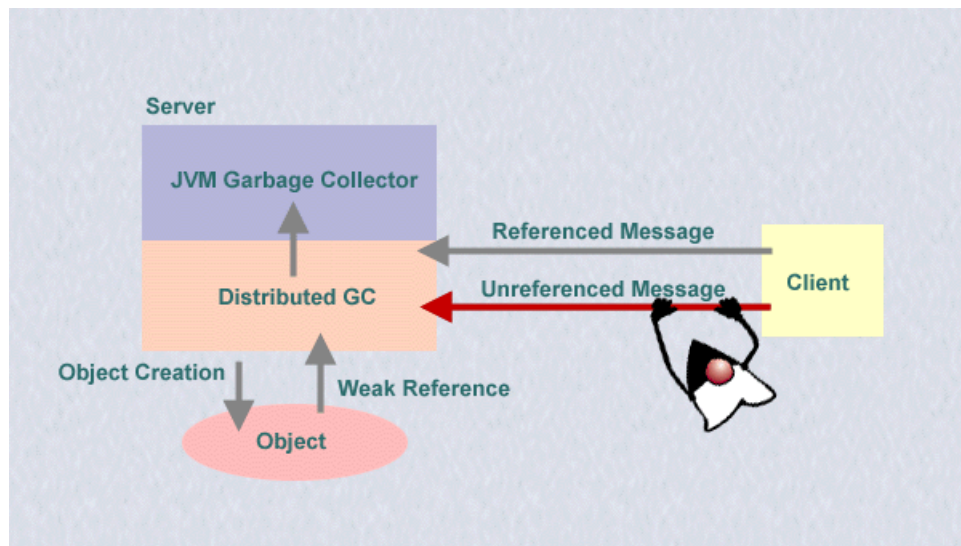 Server
JVM Garbage Collector
Referenced Message
Unreferenced Message
Client
Distributed GC
Object Creation
Weak Reference
Object